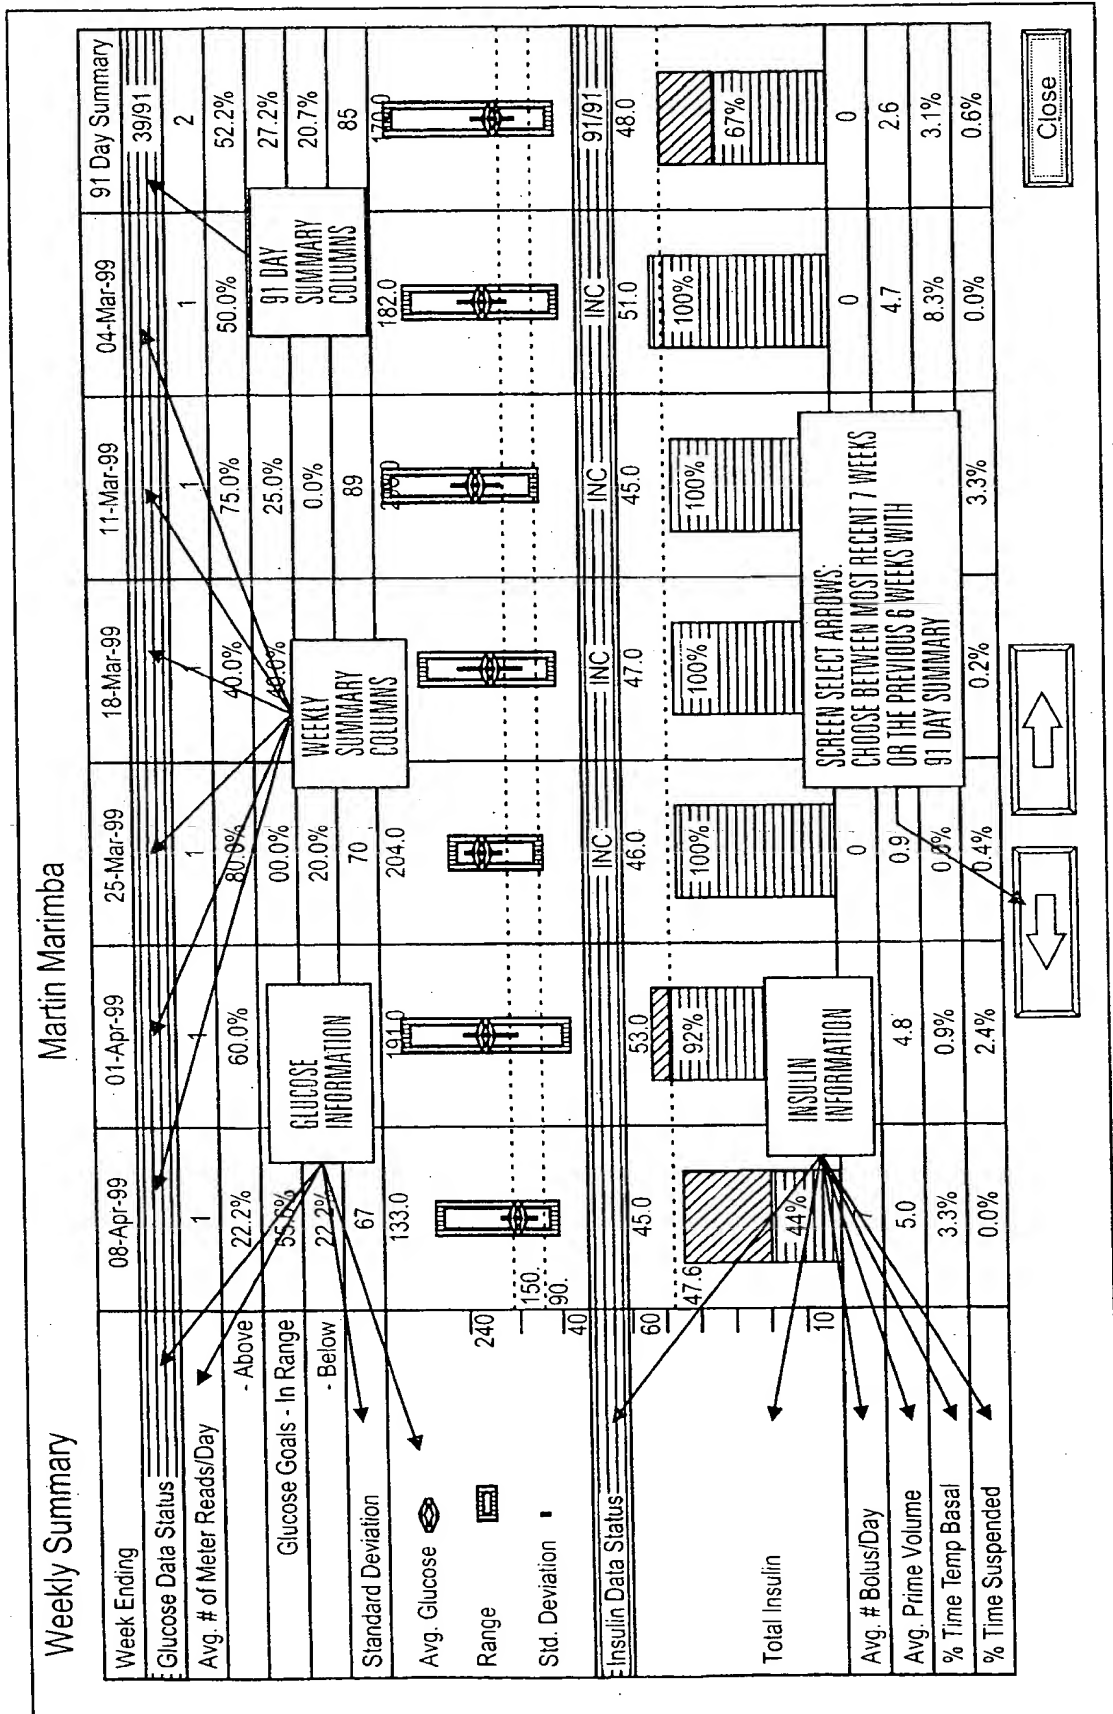 Weekly Summary
Martin Marimba
Week Ending 08-Apr-99 01-Apr-99 25-Mar-99 18-Mar-99 11-Mar-99 04-Mar-99 91 Day Summary
Glucose Data Status 39/91
Avg. # of Meter Reads/Day 1 1 1 1 1 1 2
- Above 22.2% 60.0% 80.0% 40.0% 75.0% 50.0% 52.2%
Glucose Goals - In Range 55.6% 00.0% 40.0% 25.0% 27.2%
- Below 22.2% 20.0% 0.0% 20.7%
Standard Deviation 67 70 89 85
133.0 191.0 204.0 182.0 170.0
GLUCOSE
INFORMATION
WEEKLY
SUMMARY
COLUMNS
91 DAY
SUMMARY
COLUMNS
Avg. Glucose
Range 240
150.
Std. Deviation 90.
40
Insulin Data Status INC INC INC INC 91/91
60 45.0 53.0 46.0 47.0 45.0 51.0 48.0
47.6
Total Insulin 44% 92% 100% 100% 100% 100% 67%
10
INSULIN
INFORMATION
SCREEN SELECT ARROWS:
CHOOSE BETWEEN MOST RECENT 7 WEEKS
OR THE PREVIOUS 6 WEEKS WITH
91 DAY SUMMARY
Avg. # Bolus/Day 0 0 0
Avg. Prime Volume 5.0 4.8 0.9 4.7 2.6
% Time Temp Basal 3.3% 0.9% 8.3% 3.1%
% Time Suspended 0.0% 2.4% 0.4% 0.2% 3.3% 0.0% 0.6%
Close